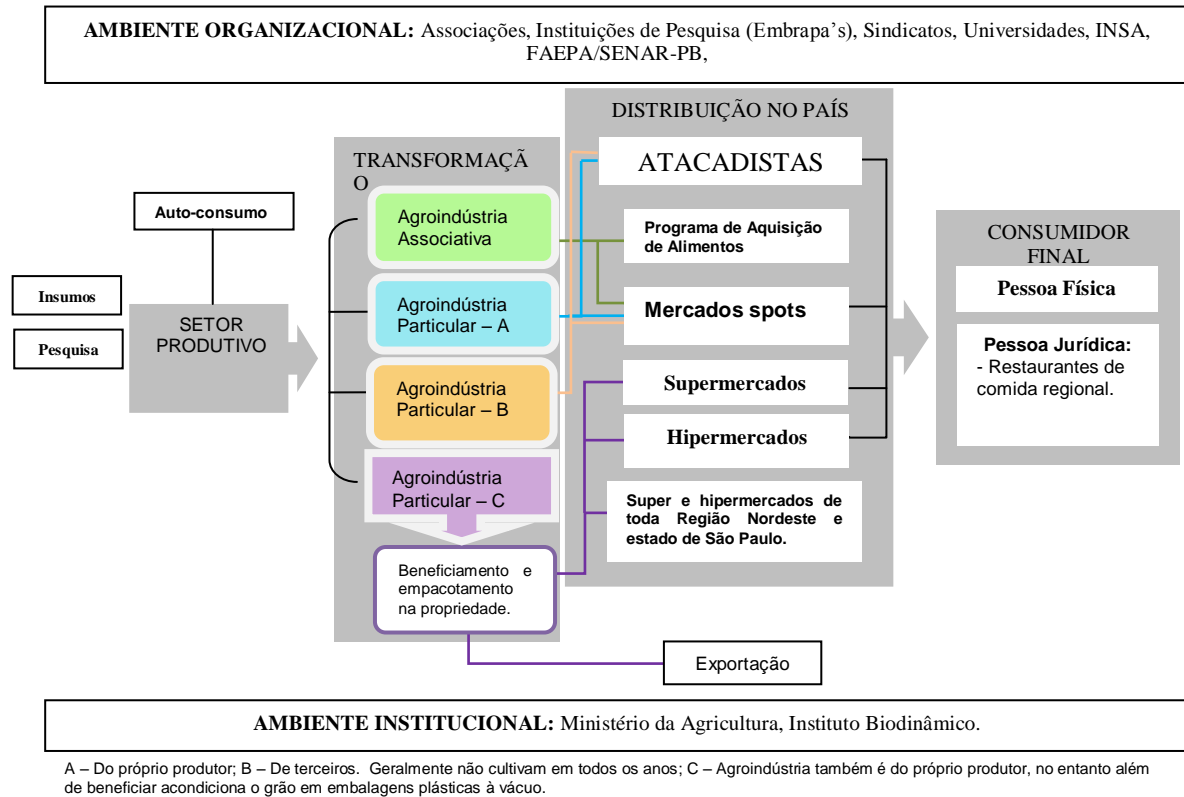 AMBIENTE ORGANIZACIONAL: Associações, Instituições de Pesquisa (Embrapa's), Sindicatos, Universidades, INSA,
FAEPA/SENAR-PB,
Auto-consumo
Insumos
Pesquisa
SETOR
PRODUTIVO
TRANSFORMAÇÃ
O
Agroindústria
Associativa
Agroindústria
Particular – A
Agroindústria
Particular – B
Agroindústria
Particular – C
Beneficiamento e
empacotamento
na propriedade.
DISTRIBUIÇÃO NO PAÍS
ATACADISTAS
Programa de Aquisição
de Alimentos
Mercados spots
Supermercados
Hipermercados
Super e hipermercados de
toda Região Nordeste e
estado de São Paulo.
Exportação
CONSUMIDOR
FINAL
Pessoa Física
Pessoa Jurídica:
- Restaurantes de
comida regional.
AMBIENTE INSTITUCIONAL: Ministério da Agricultura, Instituto Biodinâmico.
A – Do próprio produtor; B – De terceiros. Geralmente não cultivam em todos os anos; C – Agroindústria também é do próprio produtor, no entanto além
de beneficiar acondiciona o grão em embalagens plásticas à vácuo.